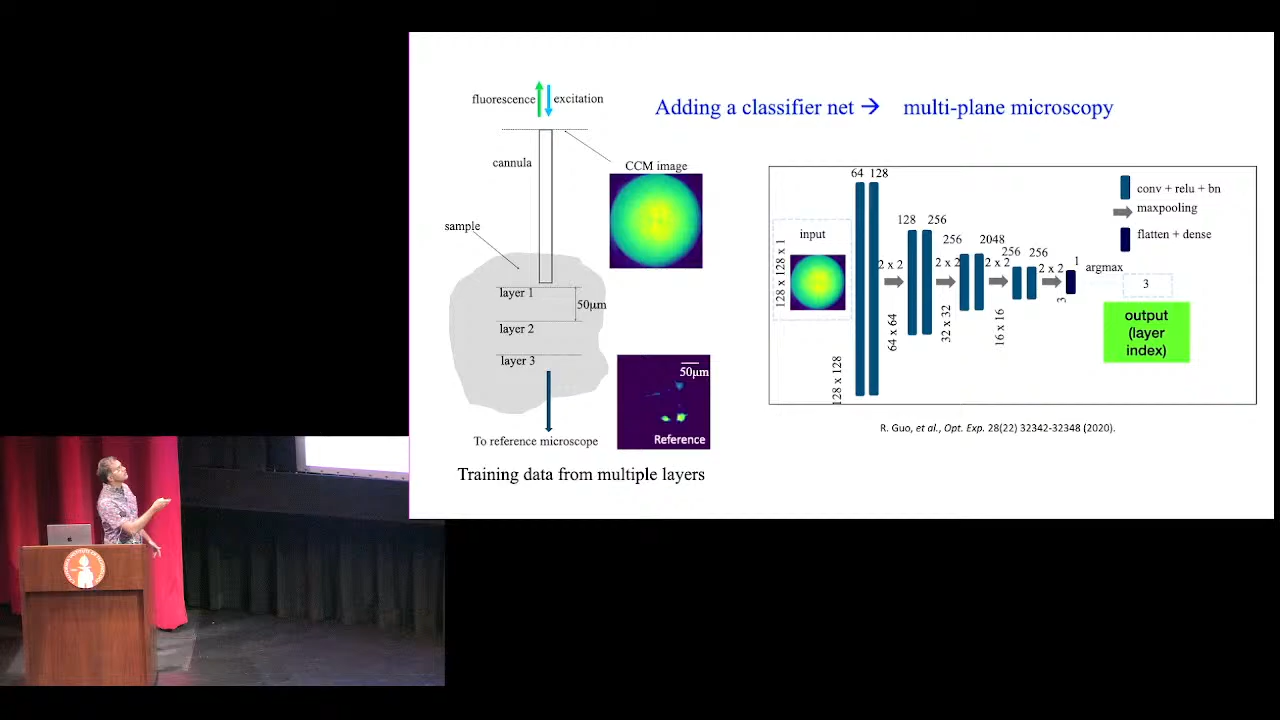 Adding a classifier net → multi-plane microscopy
fluorescence
excitation
cannula
CCM image
sample
layer 1
50μm
layer 2
layer 3
To reference microscope
50μm
Reference
Training data from multiple layers
input
128 x 128 x 1
64 128
128 x 128
2 x 2
128 256
64 x 64
2 x 2
256 2048
32 x 32
2 x 2
256 256
16 x 16
2 x 2
1
3
argmax
3
output
(layer
index)
conv + relu + bn
maxpooling
flatten + dense
R. Guo, et al., Opt. Exp. 28(22) 32342-32348 (2020).